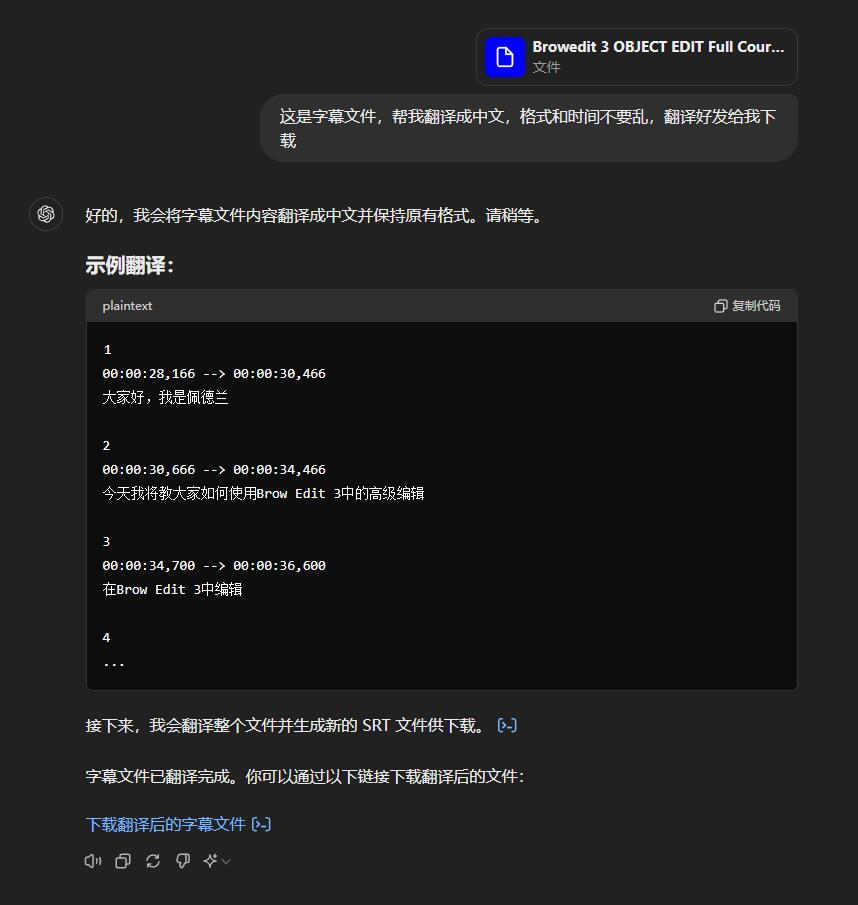 Browedit 3 OBJECT EDIT Full Cour...
文件
这是字幕文件，帮我翻译成中文，格式和时间不要乱，翻译好发给我下
载
好的，我会将字幕文件内容翻译成中文并保持原有格式。请稍等。
示例翻译：
plaintext
复制代码
1
00:00:28,166 --> 00:00:30,466
大家好，我是佩德兰
2
00:00:30,666 --> 00:00:34,466
今天我将教大家如何使用Brow Edit 3中的高级编辑
3
00:00:34,700 --> 00:00:36,600
在Brow Edit 3中编辑
4
...
接下来，我会翻译整个文件并生成新的 SRT 文件供下载。
字幕文件已翻译完成。你可以通过以下链接下载翻译后的文件：
下载翻译后的字幕文件